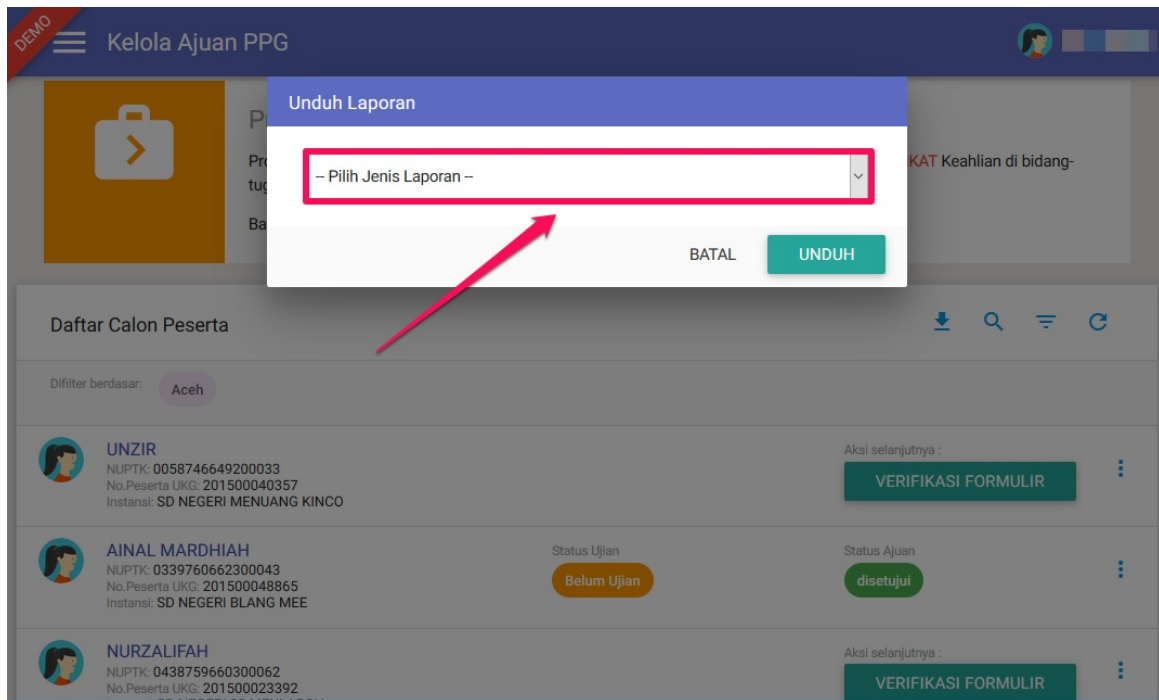 DEMO
Kelola Ajuan PPG
Unduh Laporan
P
Pro
KAT Keahlian di bidang-
tug
Ba
-- Pilih Jenis Laporan --
BATAL
UNDUH
Daftar Calon Peserta
Difilter berdasar:
Aceh
UNZIR
NUPTK: 0058746649200033
No.Peserta UKG: 201500040357
Instansi: SD NEGERI MENUANG KINCO
Aksi selanjutnya :
VERIFIKASI FORMULIR
AINAL MARDHIAH
NUPTK: 0339760662300043
No.Peserta UKG: 201500048865
Instansi: SD NEGERI BLANG MEE
Status Ujian
Belum Ujian
Status Ajuan
disetujui
NURZALIFAH
NUPTK: 0438759660300062
No.Peserta UKG: 201500023392
Aksi selanjutnya :
VERIFIKASI FORMULIR